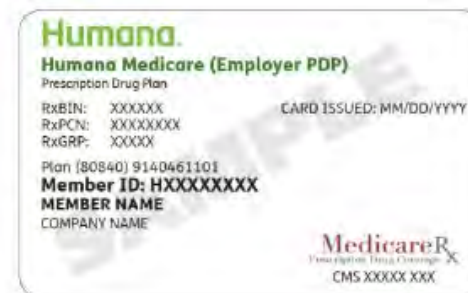 Humana.
Humana Medicare (Employer PDP)
Prescription Drug Plan
RxBIN: XXXXXX CARD ISSUED: MM/DD/YYYY
RxPCN: XXXXXXXX
RxGRP: XXXXX
Plan (80840) 9140461101
Member ID: HXXXXXXXX
MEMBER NAME
COMPANY NAME
SAMPLE
MedicareRx
Prescription Drug Coverage
CMS XXXXX XXX